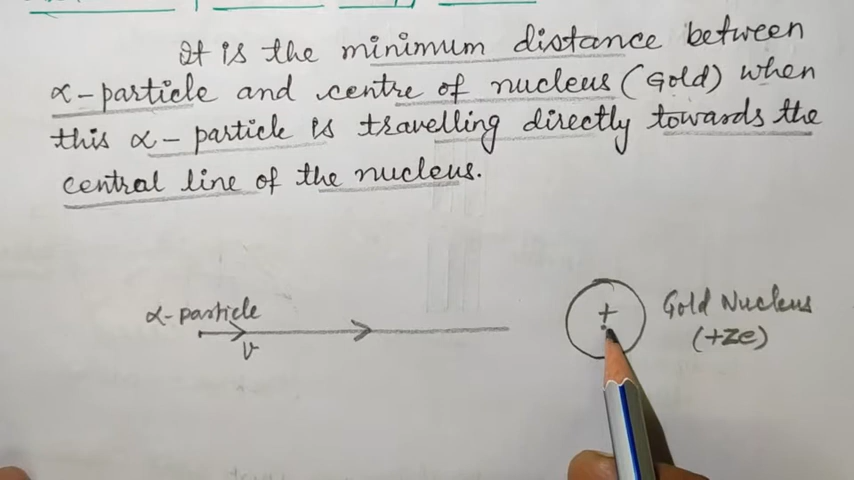 It is the minimum distance between
α-particle and centre of nucleus (Gold) when
this α-particle is travelling directly towards the
central line of the nucleus.
α-particle
v
+
Gold Nucleus
(+Ze)